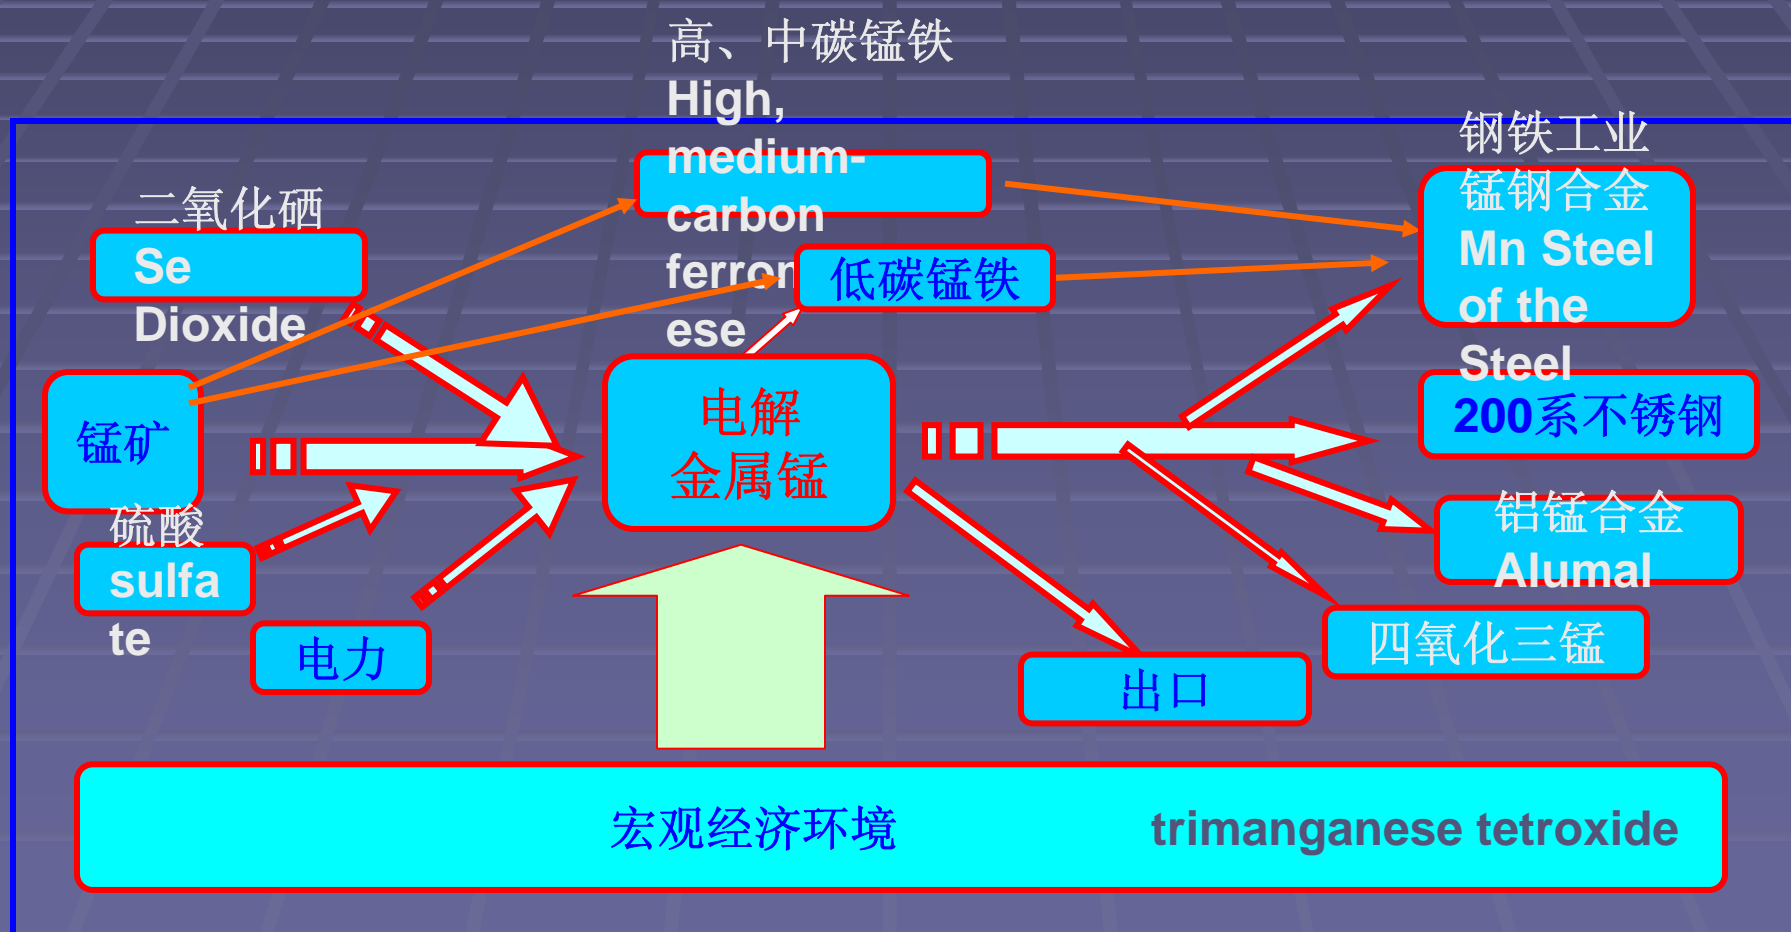 高、中碳锰铁
High,
medium-
carbon
ferron
ese
钢铁工业
锰钢合金
Mn Steel
of the
Steel
二氧化硒
Se
Dioxide
低碳锰铁
锰矿
电解
金属锰
200系不锈钢
硫酸
sulfa
te
铝锰合金
Alumal
电力
四氧化三锰
出口
宏观经济环境
trimanganese tetroxide